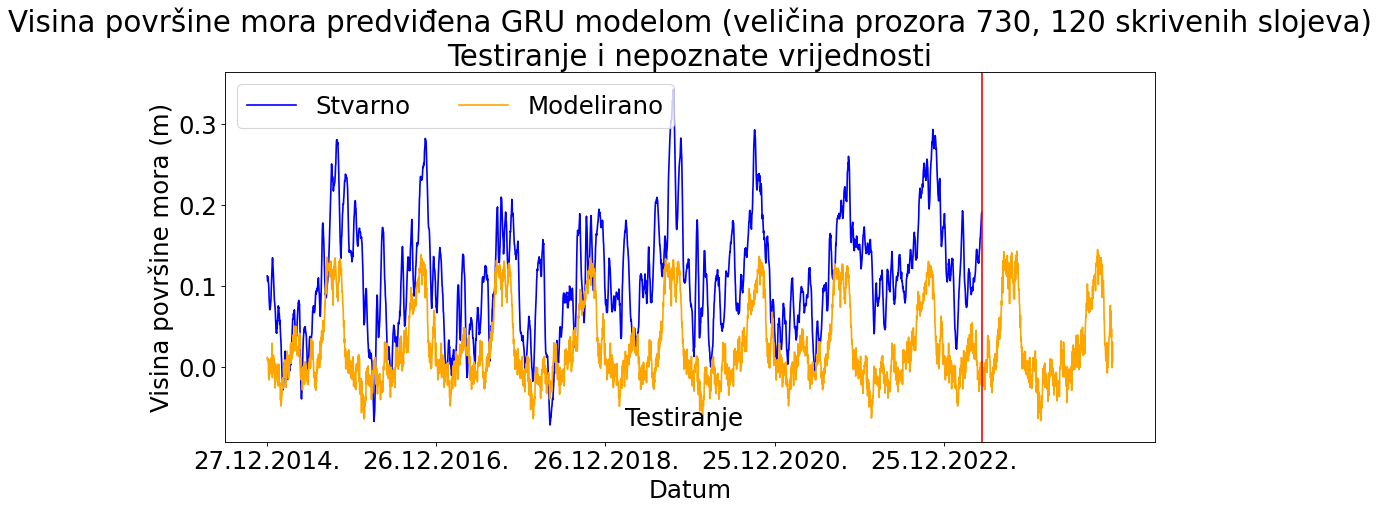 Visina površine mora predviđena GRU modelom (veličina prozora 730, 120 skrivenih slojeva)
Testiranje i nepoznate vrijednosti
Stvarno
Modelirano
Visina površine mora (m)
0.3
0.2
0.1
0.0
Testiranje
27.12.2014.
26.12.2016.
26.12.2018.
25.12.2020.
25.12.2022.
Datum